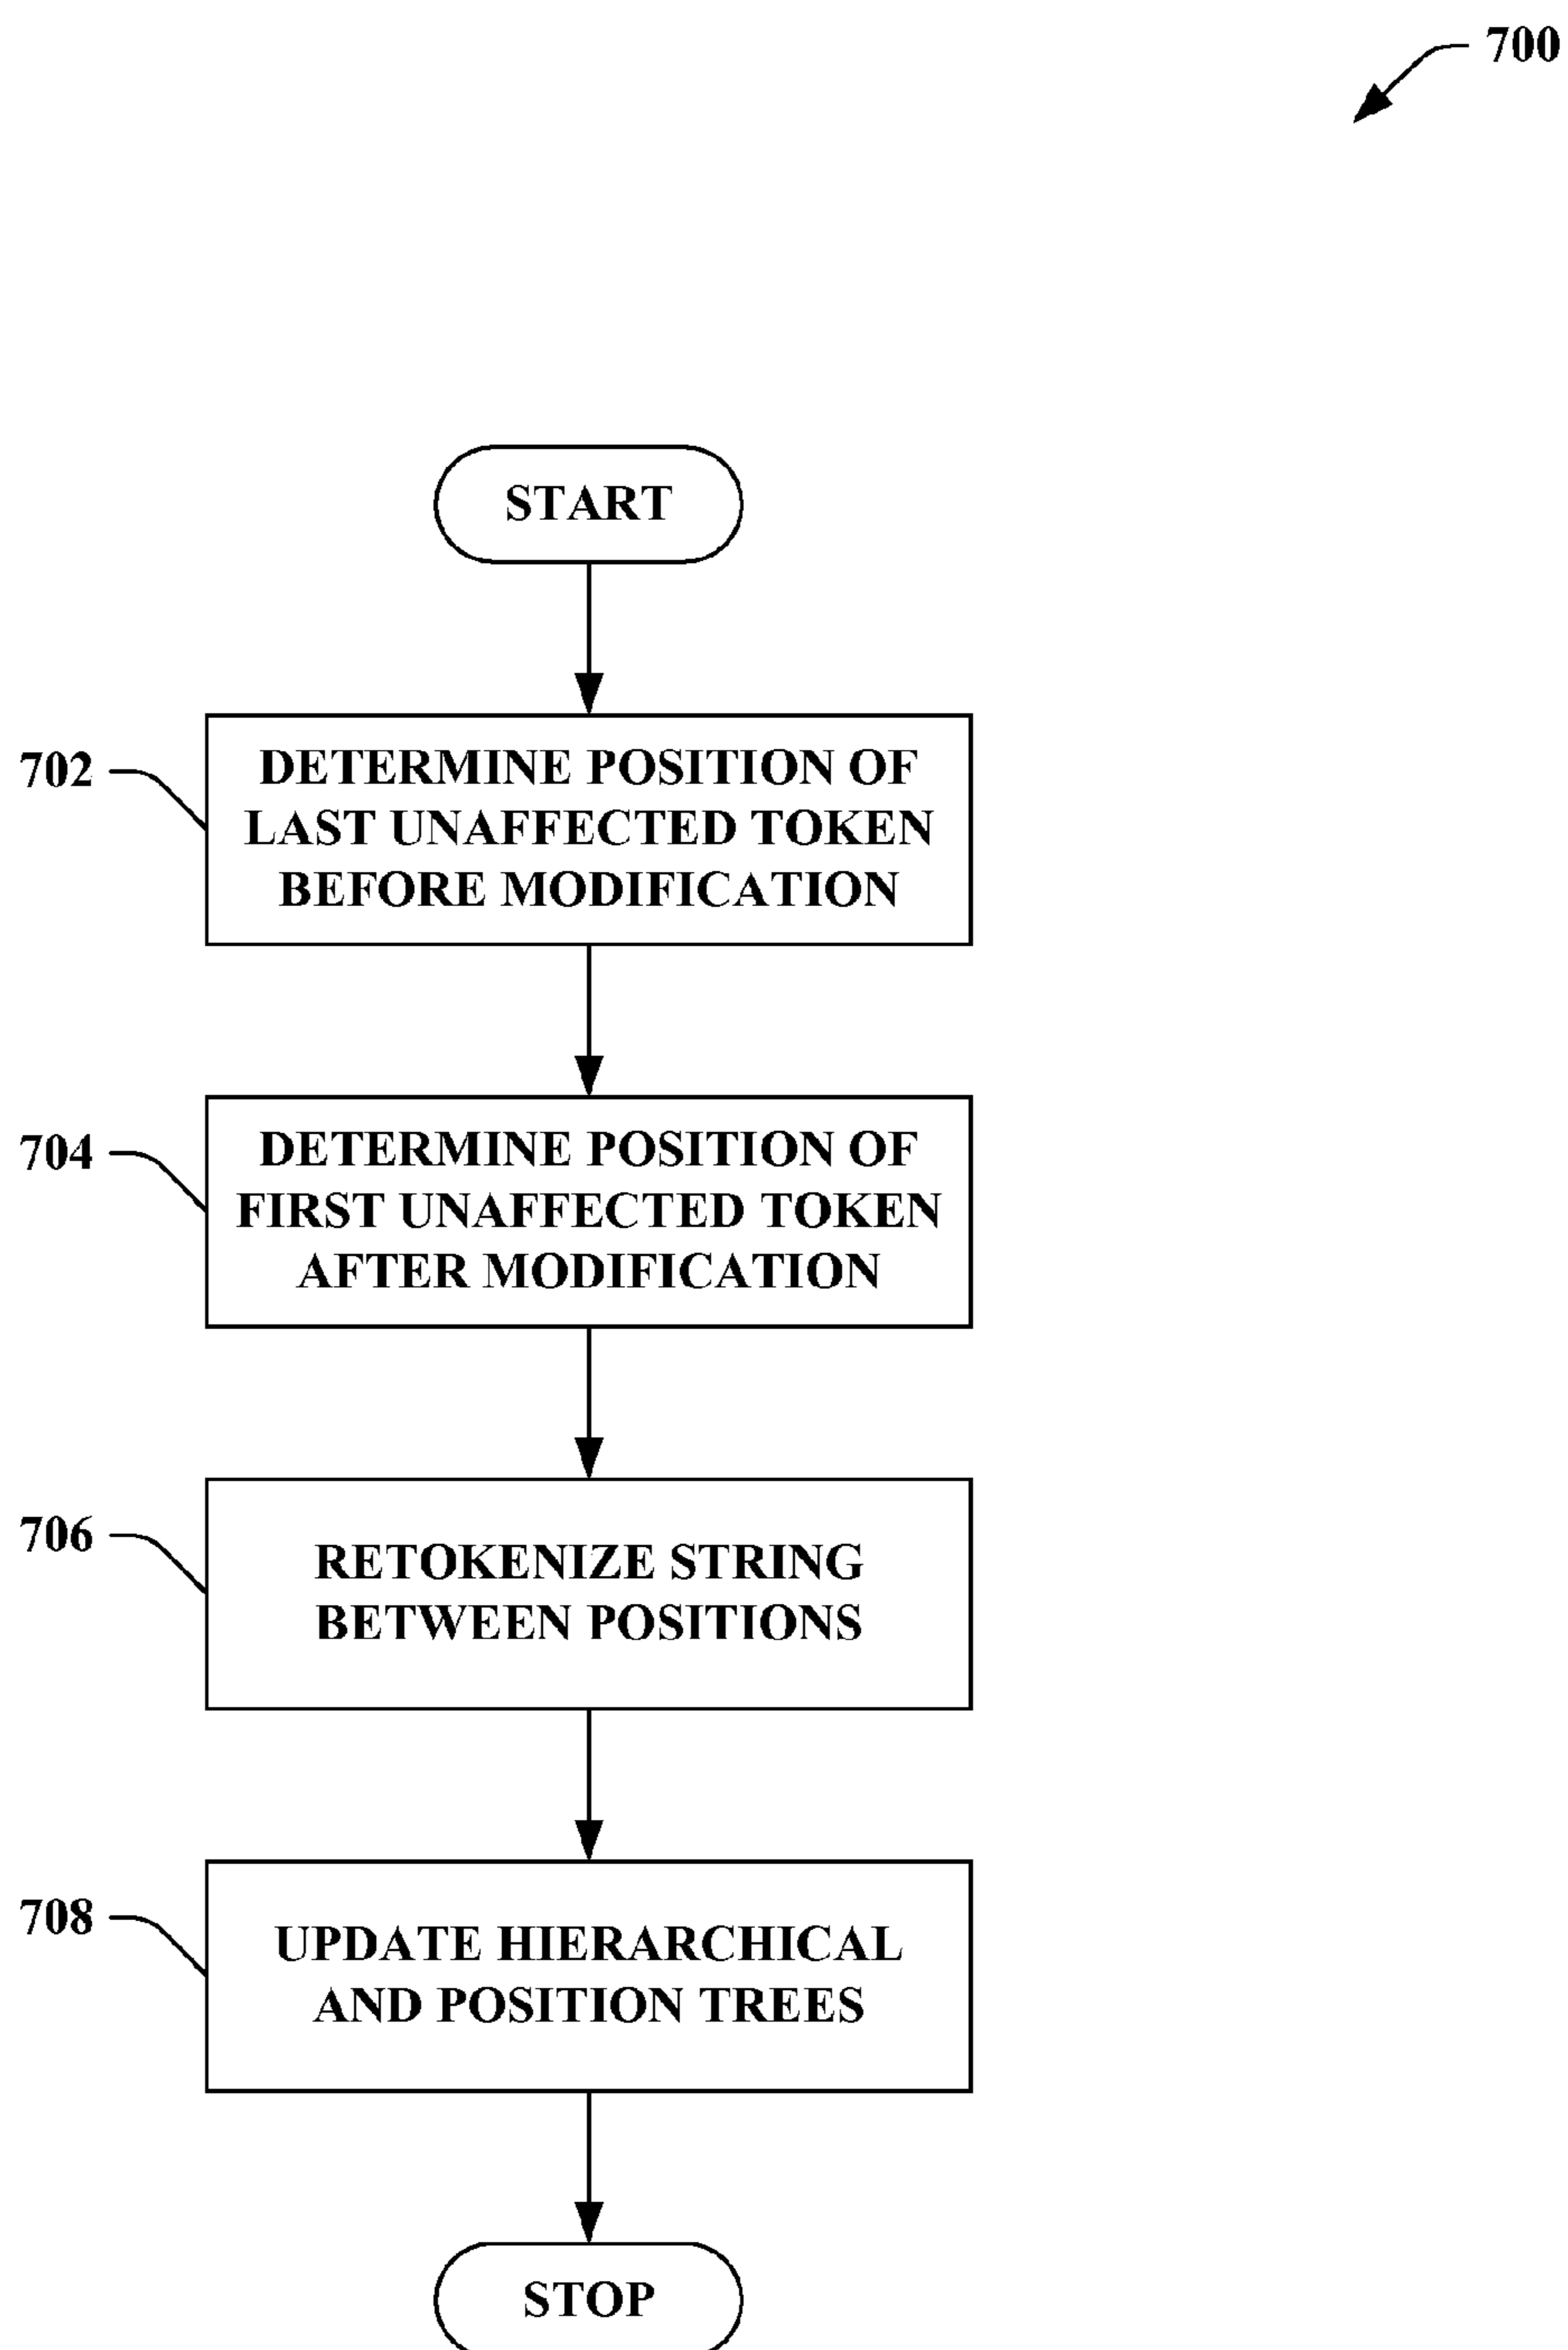 700
START
702
DETERMINE POSITION OF
LAST UNAFFECTED TOKEN
BEFORE MODIFICATION
704
DETERMINE POSITION OF
FIRST UNAFFECTED TOKEN
AFTER MODIFICATION
706
RETOKENIZE STRING
BETWEEN POSITIONS
708
UPDATE HIERARCHICAL
AND POSITION TREES
STOP